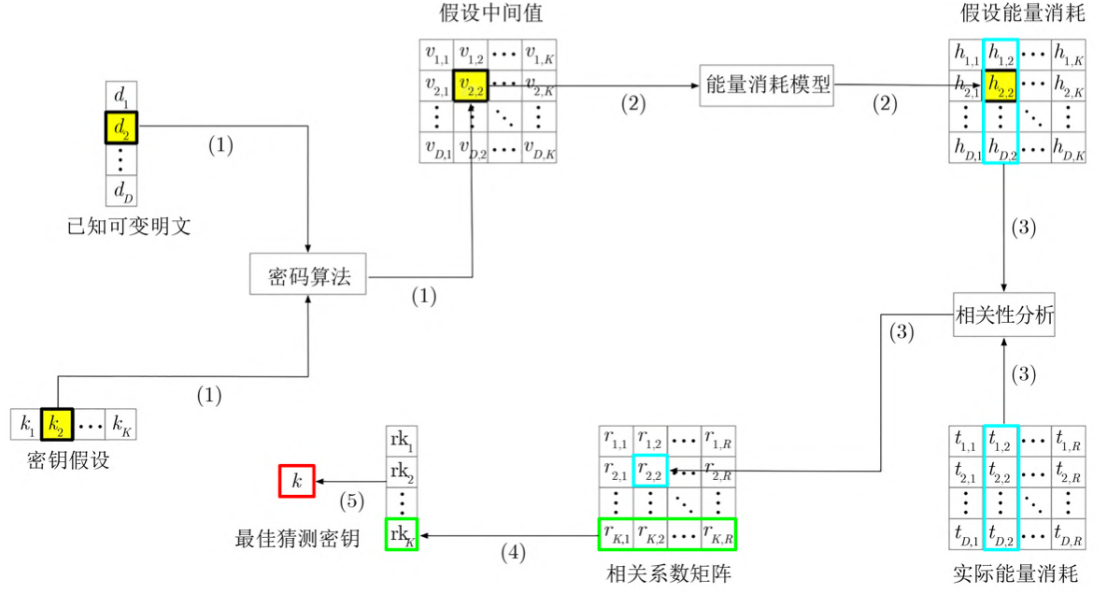 假设中间值
假设能量消耗
v1,1 v1,2 ··· v1,K
v2,1 v2,2 ··· v2,K
⋮ ⋮ ⋱ ⋮
vD,1 vD,2 ··· vD,K
能量消耗模型
(2)
(2)
h1,1 h1,2 ··· h1,K
h2,1 h2,2 ··· h2,K
⋮ ⋮ ⋱ ⋮
hD,1 hD,2 ··· hD,K
d1
d2
⋮
dD
已知可变明文
(1)
密码算法
(1)
(1)
k1 k2 ··· kK
密钥假设
(3)
相关性分析
(3)
(3)
t1,1 t1,2 ··· t1,R
t2,1 t2,2 ··· t2,R
⋮ ⋮ ⋱ ⋮
tD,1 tD,2 ··· tD,R
实际能量消耗
r1,1 r1,2 ··· r1,R
r2,1 r2,2 ··· r2,R
⋮ ⋮ ⋱ ⋮
rK,1 rK,2 ··· rK,R
相关系数矩阵
(4)
rk1
rk2
⋮
rkK
(5)
k
最佳猜测密钥